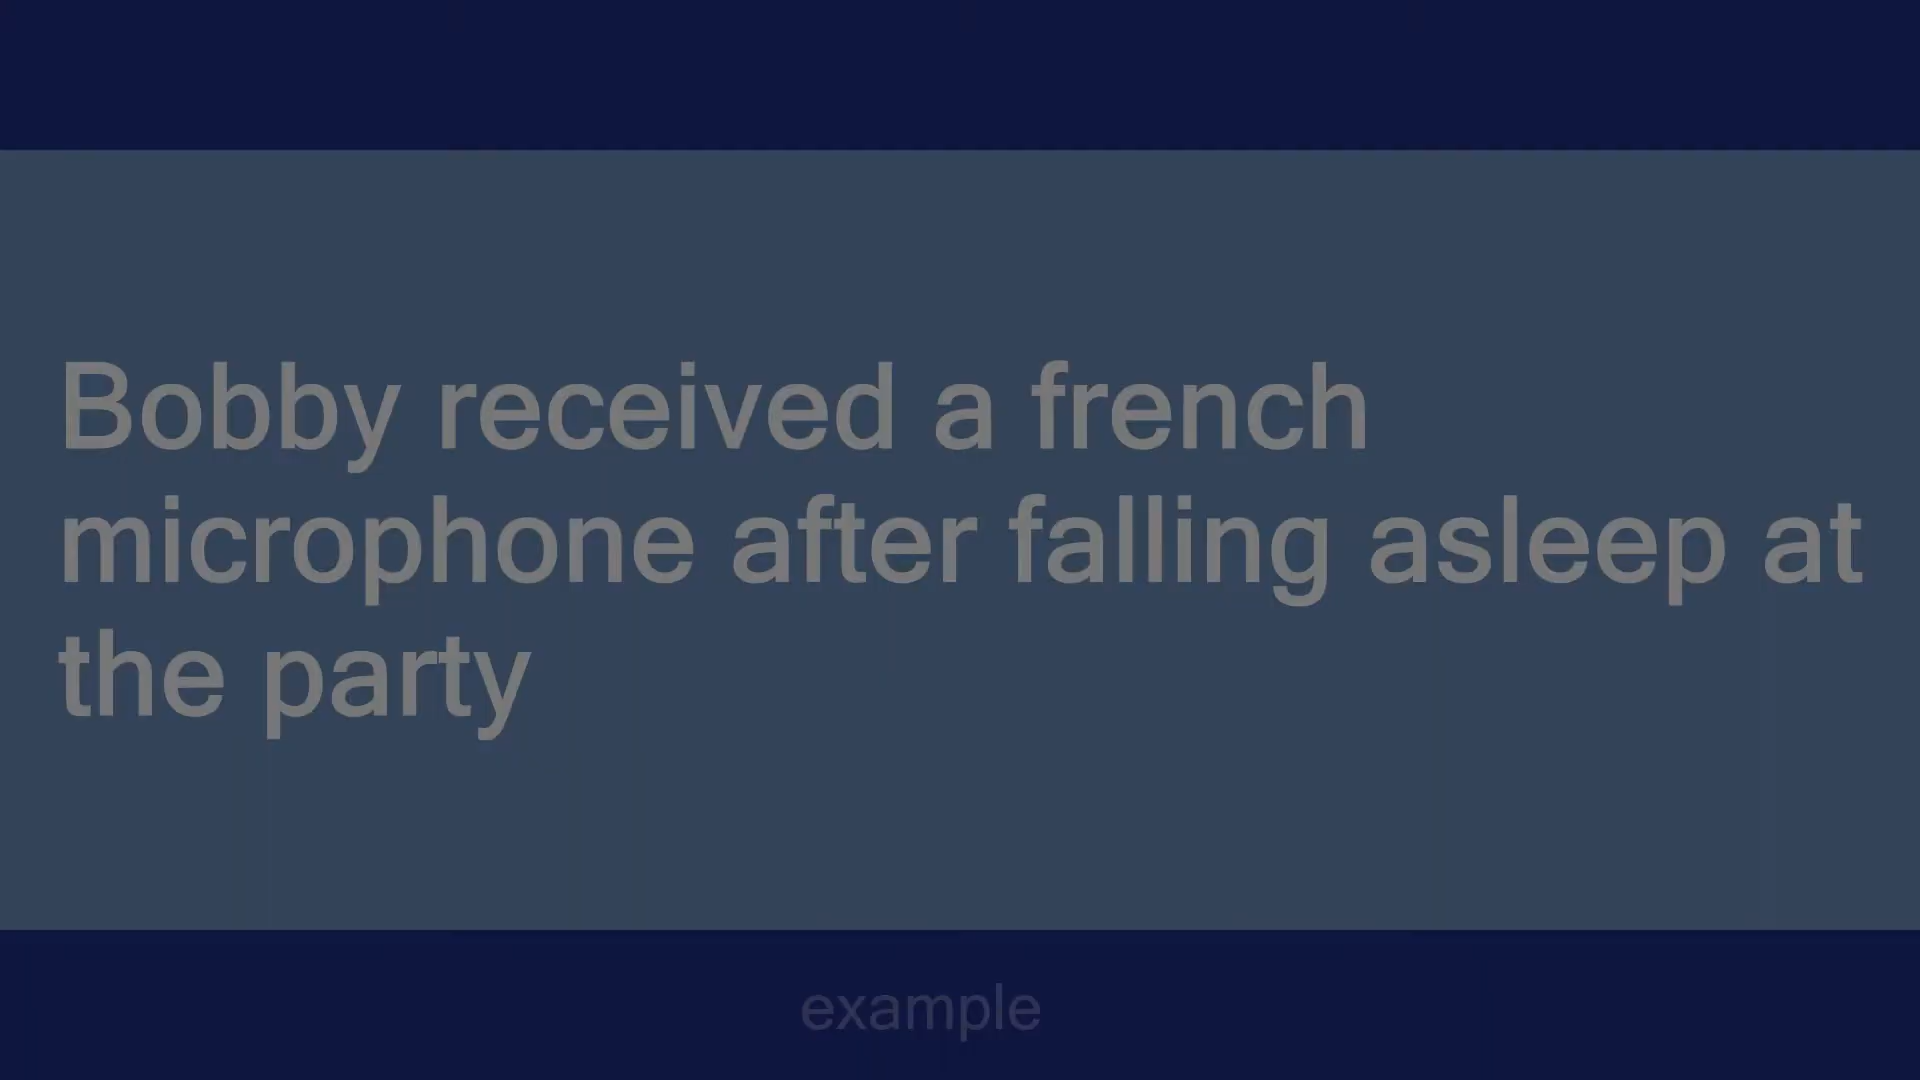 Bobby received a french
microphone after falling asleep at
the party
example